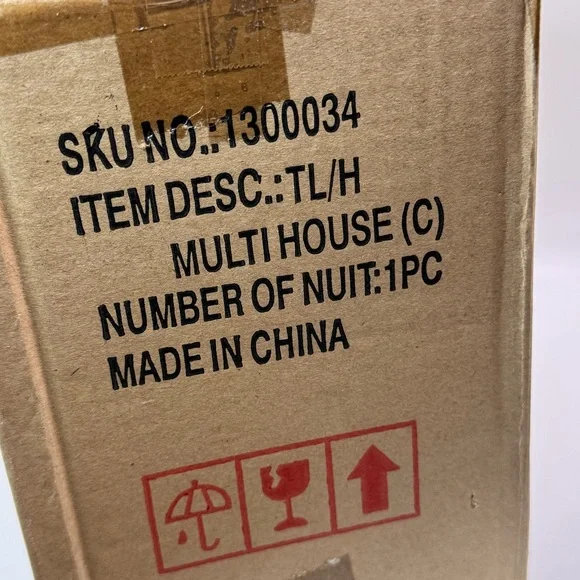 SKU NO.:1300034
ITEM DESC.:TL/H
MULTI HOUSE (C)
NUMBER OF NUIT:1PC
MADE IN CHINA